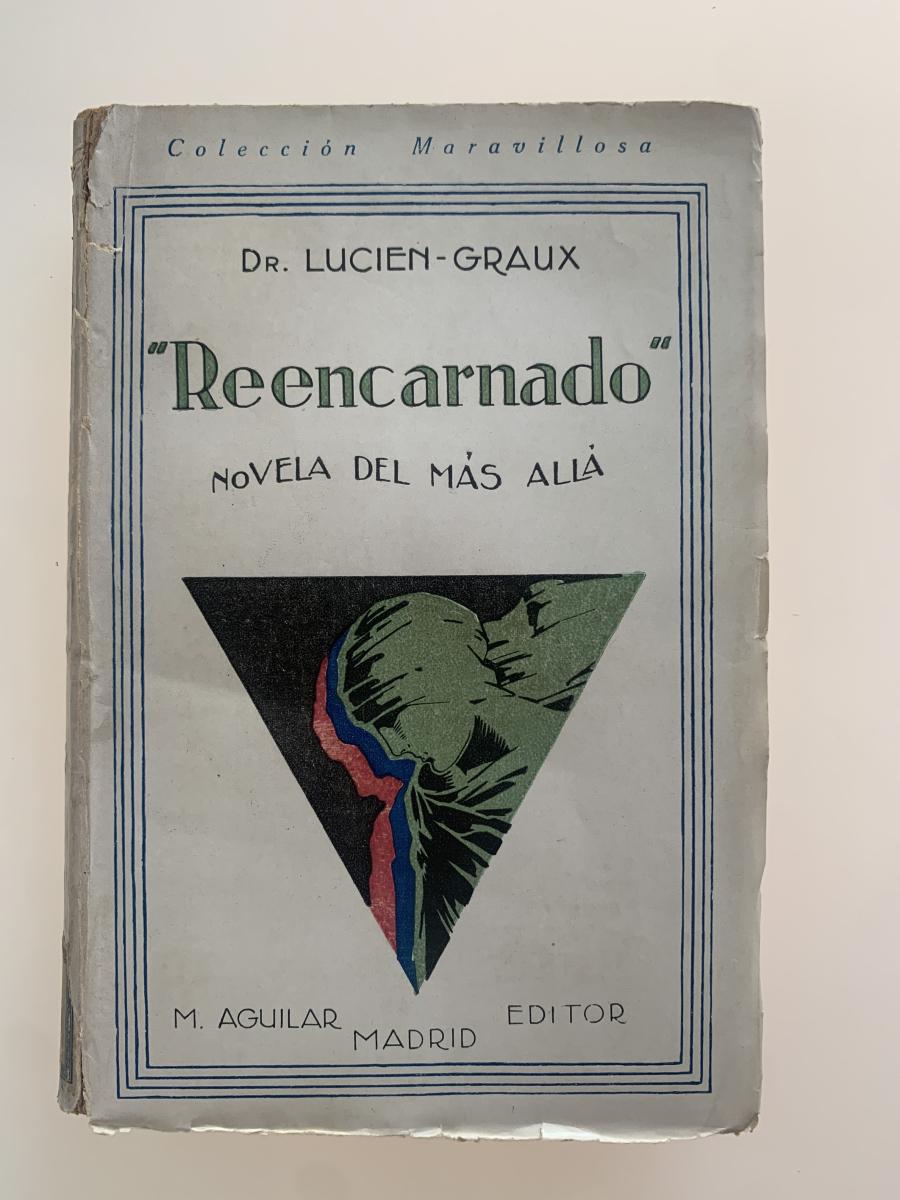 Colección Maravillosa
DR. LUCIEN-GRAUX
"Reencarnado"
NOVELA DEL MÁS ALLÁ
M. AGUILAR EDITOR
MADRID